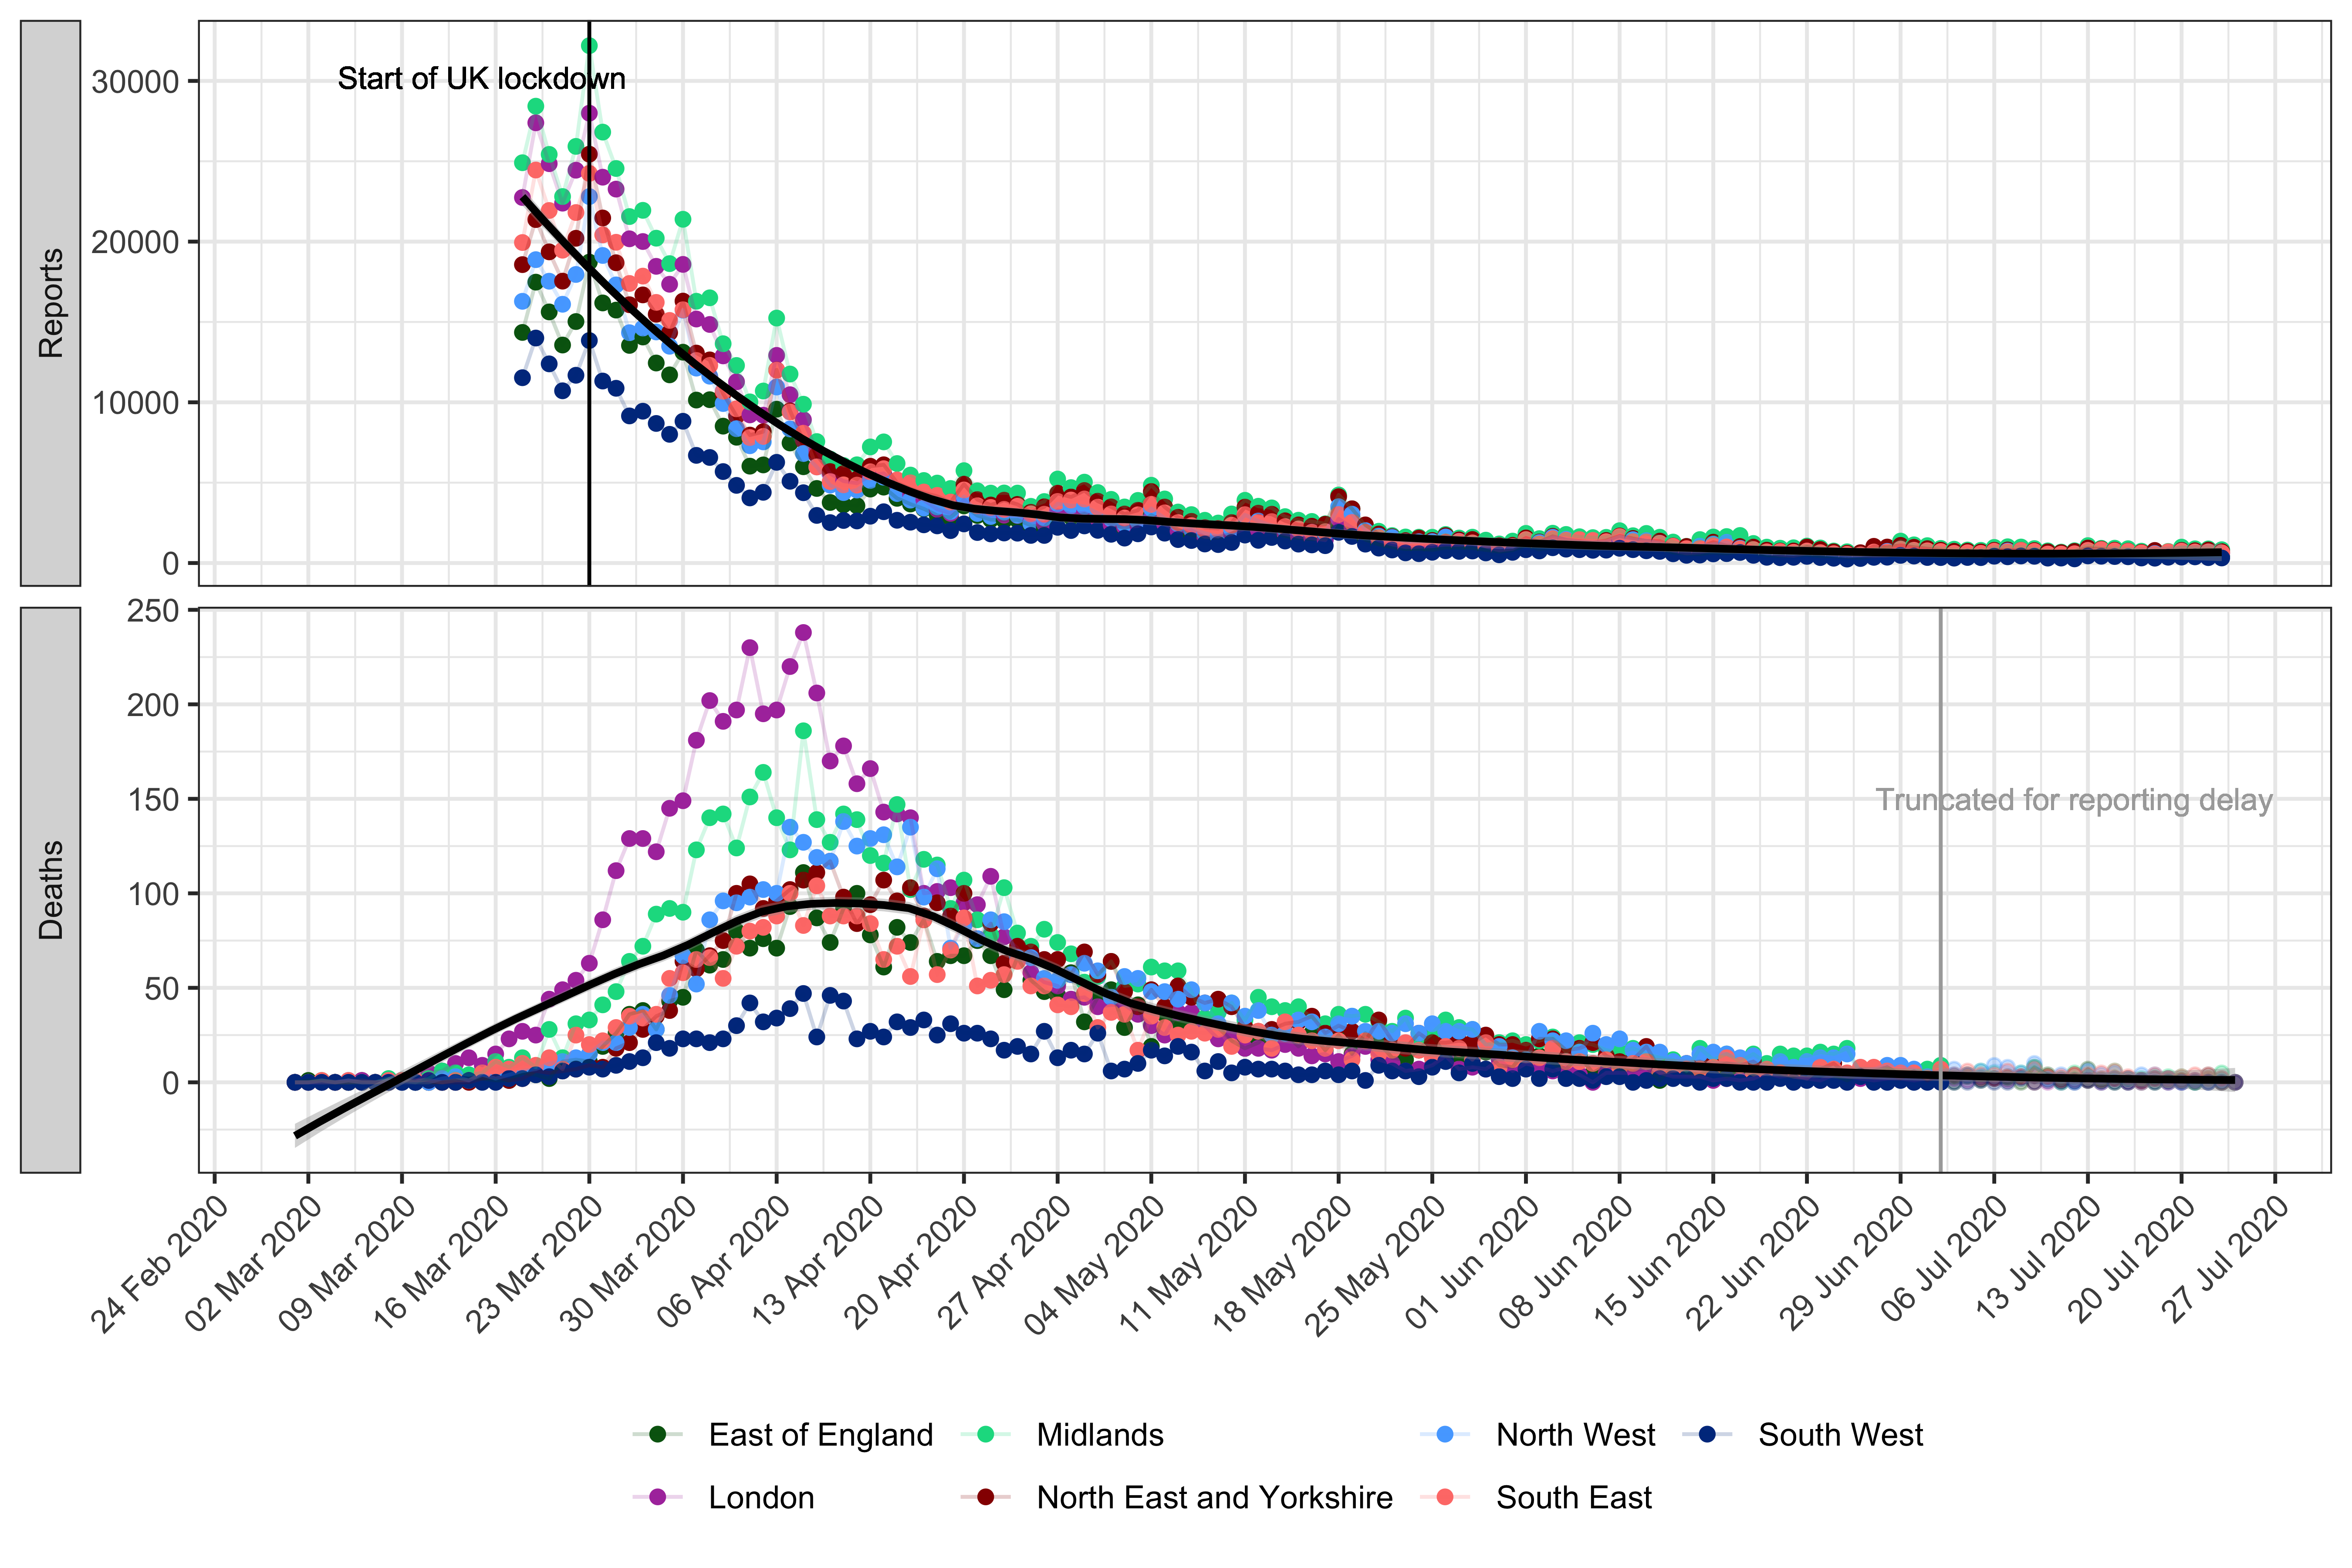 Reports
30000
20000
10000
0
Start of UK lockdown
Deaths
250
200
150
100
50
0
Truncated for reporting delay
24 Feb 2020
02 Mar 2020
09 Mar 2020
16 Mar 2020
23 Mar 2020
30 Mar 2020
06 Apr 2020
13 Apr 2020
20 Apr 2020
27 Apr 2020
04 May 2020
11 May 2020
18 May 2020
25 May 2020
01 Jun 2020
08 Jun 2020
15 Jun 2020
22 Jun 2020
29 Jun 2020
06 Jul 2020
13 Jul 2020
20 Jul 2020
27 Jul 2020
East of England Midlands North West South West
London North East and Yorkshire South East